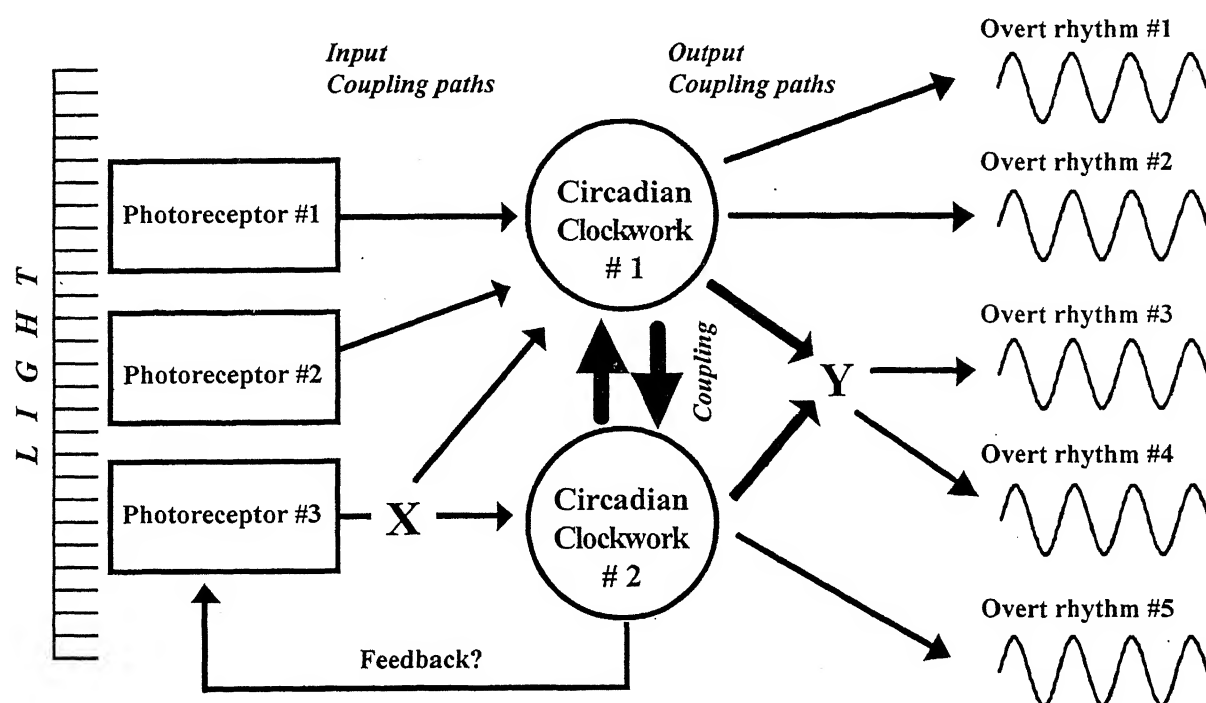 Input
Coupling paths
Output
Coupling paths
Overt rhythm #1
Overt rhythm #2
Overt rhythm #3
Overt rhythm #4
Overt rhythm #5
LIGHT
Photoreceptor #1
Photoreceptor #2
Photoreceptor #3
X
Circadian
Clockwork
# 1
Coupling
Circadian
Clockwork
# 2
Y
Feedback?